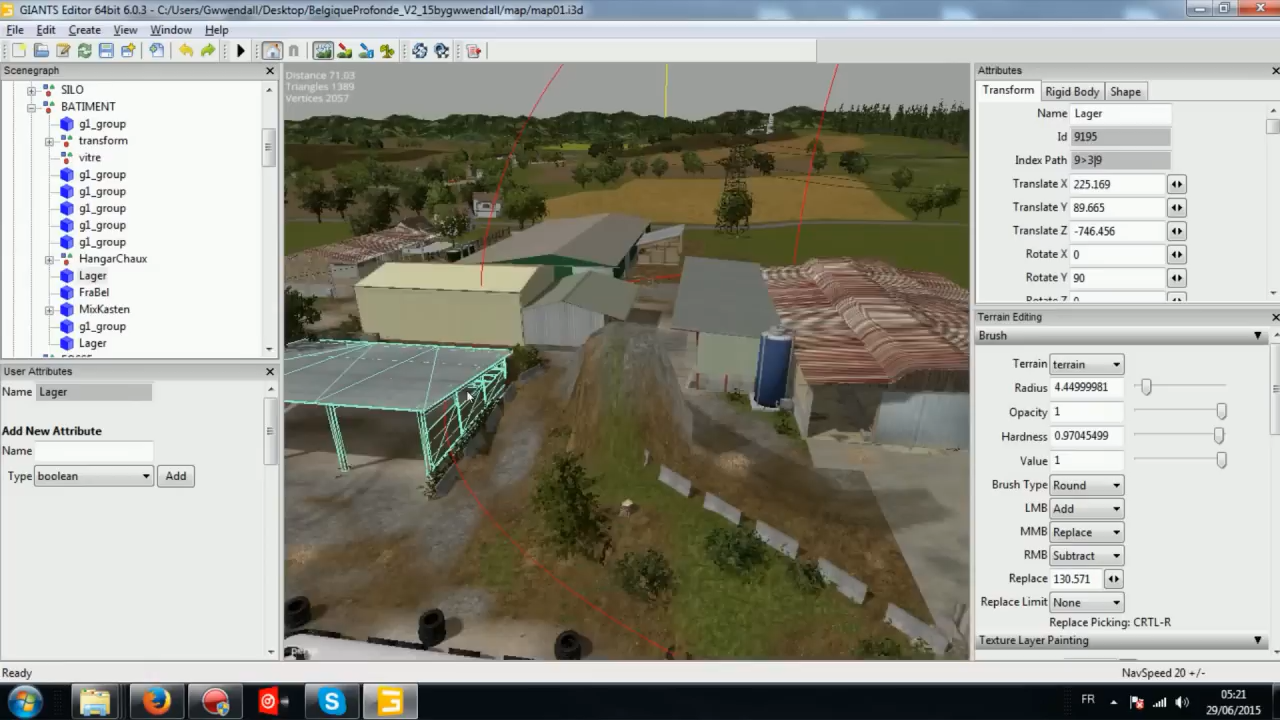 GIANTS Editor 64bit 6.0.3 - C:/Users/Gwwendall/Desktop/BelgiqueProfonde_V2_15bygwwendall/map/map01.i3d
File Edit Create View Window Help
Scenegraph
SILO
BATIMENT
g1_group
transform
vitre
g1_group
g1_group
g1_group
g1_group
g1_group
HangarChaux
Lager
FraBel
MixKasten
g1_group
Lager
User Attributes
Name Lager
Add New Attribute
Name
Type boolean Add
Distance 71.03
Triangles 1389
Vertices 2057
persp
Attributes
Transform Rigid Body Shape
Name Lager
Id 9195
Index Path 9>3|9
Translate X 225.169
Translate Y 89.665
Translate Z -746.456
Rotate X 0
Rotate Y 90
Rotate Z 0
Terrain Editing
Brush
Terrain terrain
Radius 4.44999981
Opacity 1
Hardness 0.97045499
Value 1
Brush Type Round
LMB Add
MMB Replace
RMB Subtract
Replace 130.571
Replace Limit None
Replace Picking: CRTL-R
Texture Layer Painting
Ready
NavSpeed 20 +/-
FR
05:21
29/06/2015